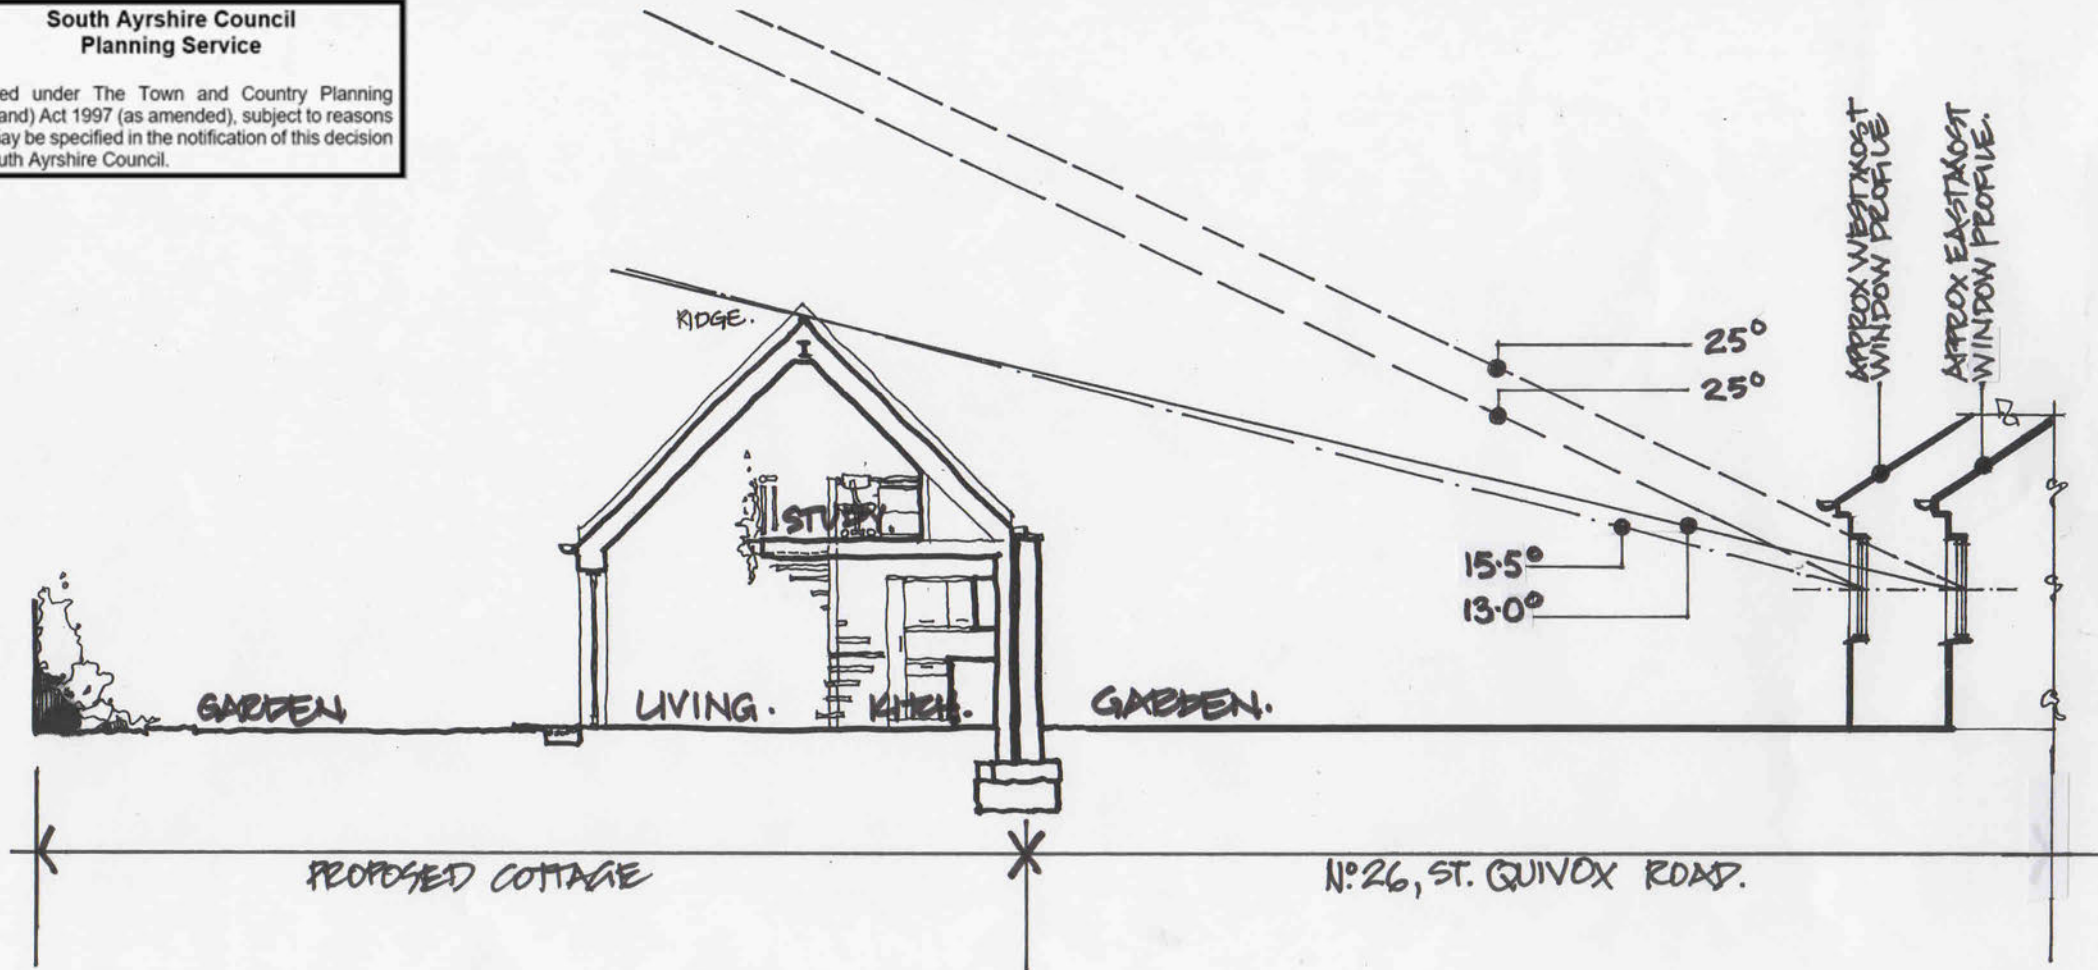 South Ayrshire Council
Planning Service
ed under The Town and Country Planning
and) Act 1997 (as amended), subject to reasons
ay be specified in the notification of this decision
uth Ayrshire Council.
APPROX WESTMOST
WINDOW PROFILE
APPROX EASTMOST
WINDOW PROFILE.
RIDGE.
25°
25°
STUDY.
15.5°
13.0°
GARDEN
LIVING.
KITCH.
GARDEN.
PROPOSED COTTAGE
Nº 26, ST. QUIVOX ROAD.